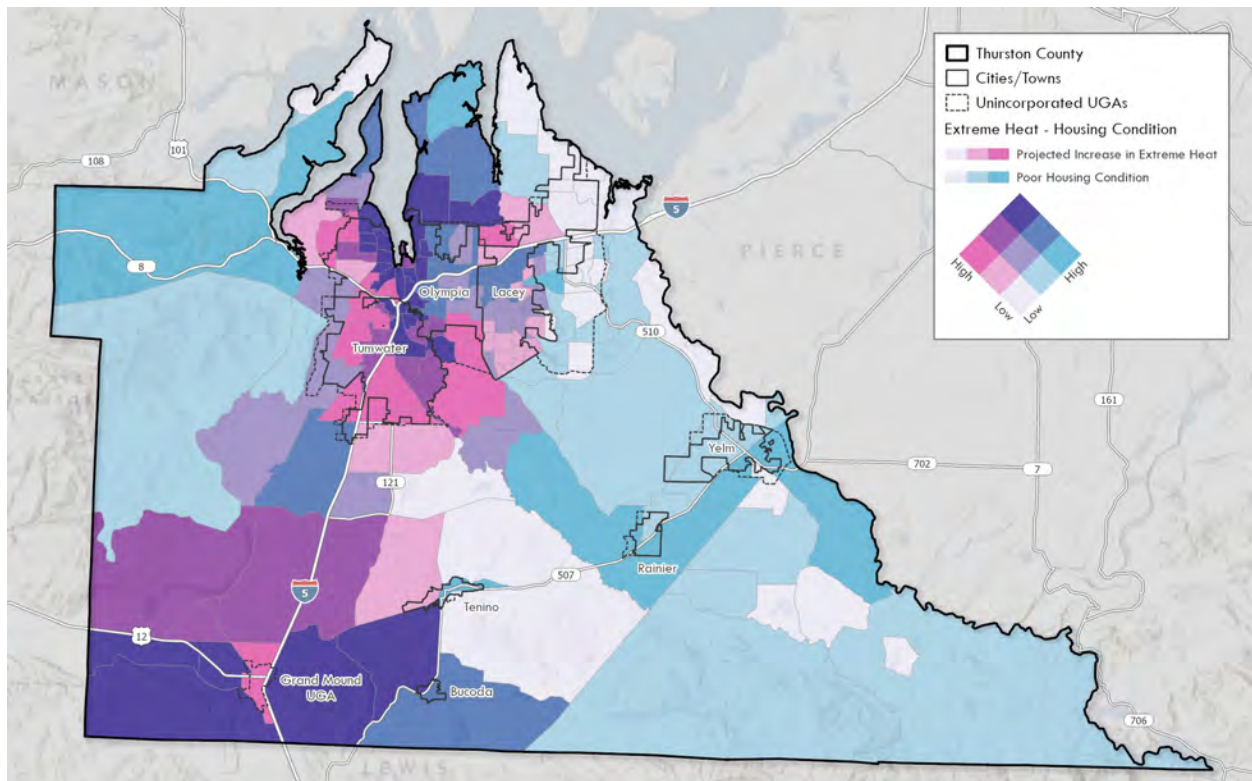 MASON
108
101
8
5
PIERCE
Olympia
Lacey
Tumwater
510
161
Yelm
702
7
121
Rainier
507
Tenino
5
12
Grand Mound
UGA
Bucoda
706
LEWIS
Thurston County
Cities/Towns
Unincorporated UGAs
Extreme Heat - Housing Condition
Projected Increase in Extreme Heat
Poor Housing Condition
High
High
Low
Low